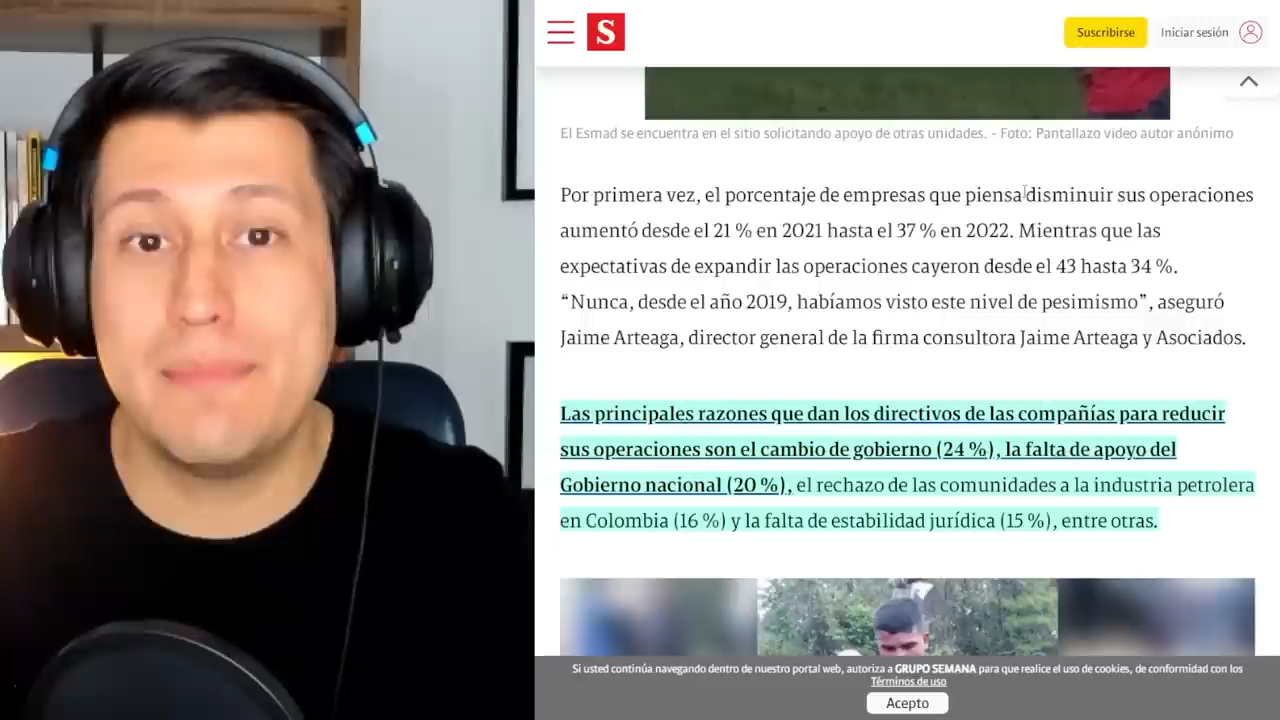 S
Suscribirse
Iniciar sesión
El Esmad se encuentra en el sitio solicitando apoyo de otras unidades. - Foto: Pantallazo video autor anónimo
Por primera vez, el porcentaje de empresas que piensa disminuir sus operaciones
aumentó desde el 21 % en 2021 hasta el 37 % en 2022. Mientras que las
expectativas de expandir las operaciones cayeron desde el 43 hasta 34 %.
“Nunca, desde el año 2019, habíamos visto este nivel de pesimismo”, aseguró
Jaime Arteaga, director general de la firma consultora Jaime Arteaga y Asociados.
Las principales razones que dan los directivos de las compañías para reducir
sus operaciones son el cambio de gobierno (24 %), la falta de apoyo del
Gobierno nacional (20 %), el rechazo de las comunidades a la industria petrolera
en Colombia (16 %) y la falta de estabilidad jurídica (15 %), entre otras.
Si usted continúa navegando dentro de nuestro portal web, autoriza a GRUPO SEMANA para que realice el uso de cookies, de conformidad con los
Términos de uso
Acepto